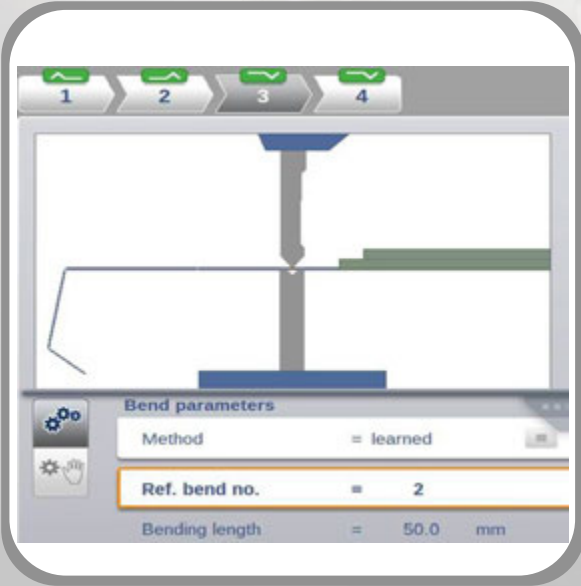 1 2 3 4
Bend parameters
Method = learned
Ref. bend no. = 2
Bending length = 50.0 mm